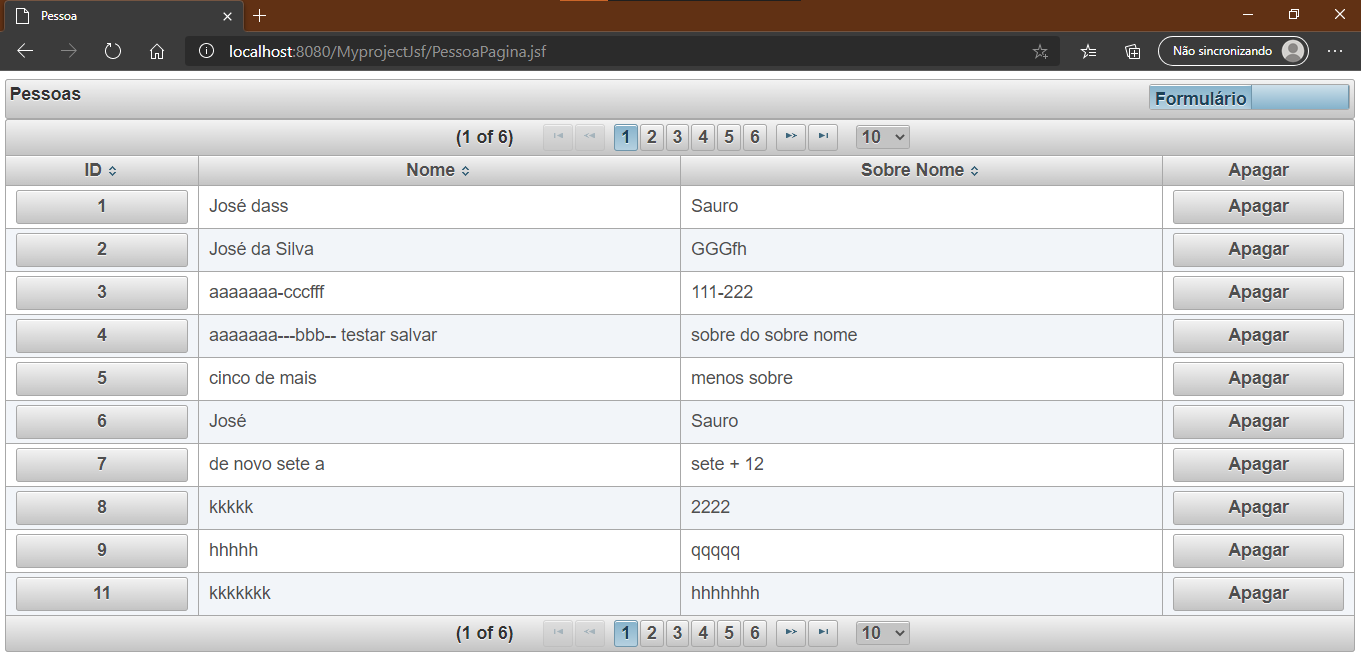 Pessoa
localhost:8080/MyprojectJsf/PessoaPagina.jsf Não sincronizando
Pessoas Formulário
(1 of 6) 1 2 3 4 5 6 10
ID Nome Sobre Nome Apagar
1 José dass Sauro Apagar
2 José da Silva GGGfh Apagar
3 aaaaaaa-cccfff 111-222 Apagar
4 aaaaaaa---bbb-- testar salvar sobre do sobre nome Apagar
5 cinco de mais menos sobre Apagar
6 José Sauro Apagar
7 de novo sete a sete + 12 Apagar
8 kkkkk 2222 Apagar
9 hhhhh qqqqq Apagar
11 kkkkkkk hhhhhhh Apagar
(1 of 6) 1 2 3 4 5 6 10